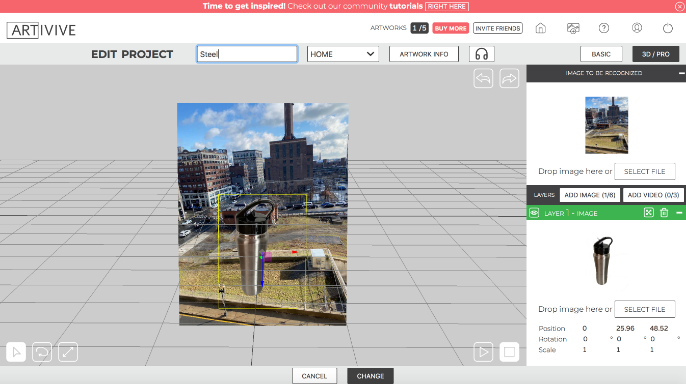 Time to get inspired! Check out our community tutorials RIGHT HERE
ARTIVIVE
ARTWORKS 1 /5 BUY MORE INVITE FRIENDS
EDIT PROJECT Steel HOME ARTWORK INFO BASIC 3D / PRO
IMAGE TO BE RECOGNIZED
Drop image here or SELECT FILE
LAYERS ADD IMAGE (1/6) ADD VIDEO (0/3)
LAYER 1 - IMAGE
Drop image here or SELECT FILE
Position 0 25.96 48.52
Rotation 0 ° 0 ° 0 °
Scale 1 1 1
CANCEL CHANGE